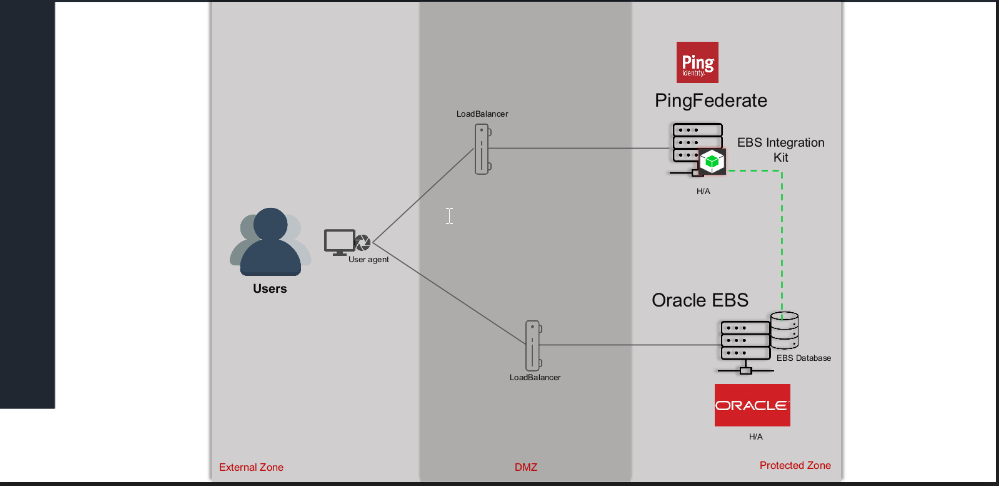 Ping
Identity.
PingFederate
LoadBalancer
EBS Integration
Kit
H/A
User agent
Users
Oracle EBS
EBS Database
LoadBalancer
ORACLE
H/A
External Zone
DMZ
Protected Zone